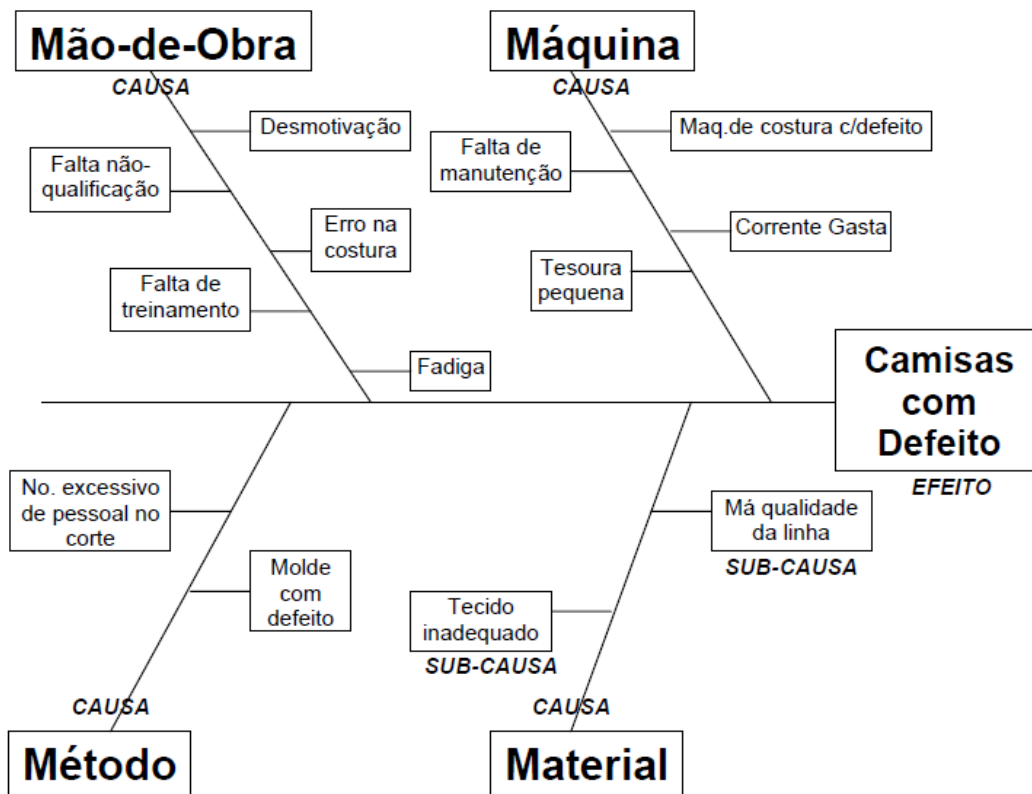 Mão-de-Obra
CAUSA
Desmotivação
Falta não-
qualificação
Erro na
costura
Falta de
treinamento
Fadiga
Máquina
CAUSA
Maq.de costura c/defeito
Falta de
manutenção
Corrente Gasta
Tesoura
pequena
Camisas
com
Defeito
EFEITO
No. excessivo
de pessoal no
corte
Molde
com
defeito
CAUSA
Método
Má qualidade
da linha
SUB-CAUSA
Tecido
inadequado
SUB-CAUSA
CAUSA
Material